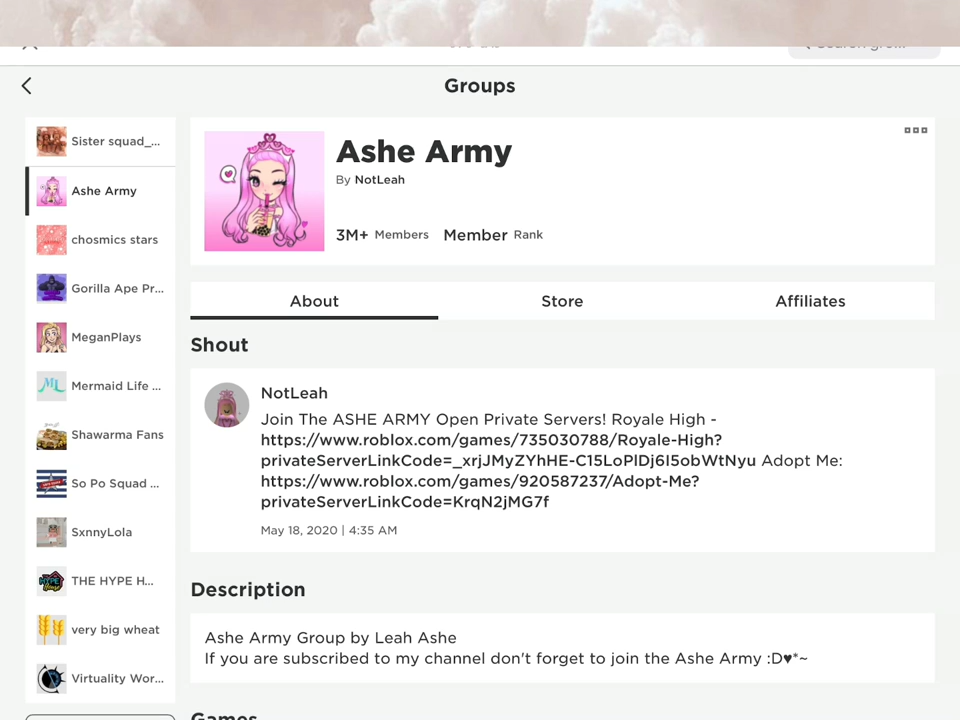 Groups
Sister squad_...
Ashe Army
chosmics stars
Gorilla Ape Pr...
MeganPlays
Mermaid Life ...
Shawarma Fans
So Po Squad ...
SxnnyLola
THE HYPE H...
very big wheat
Virtuality Wor...
Ashe Army
By NotLeah
3M+ Members Member Rank
About Store Affiliates
Shout
NotLeah
Join The ASHE ARMY Open Private Servers! Royale High -
https://www.roblox.com/games/735030788/Royale-High?
privateServerLinkCode=_xrjJMyZYhHE-C15LoPlDj6I5obWtNyu Adopt Me:
https://www.roblox.com/games/920587237/Adopt-Me?
privateServerLinkCode=KrqN2jMG7f
May 18, 2020 | 4:35 AM
Description
Ashe Army Group by Leah Ashe
If you are subscribed to my channel don't forget to join the Ashe Army :D♥*~
Games